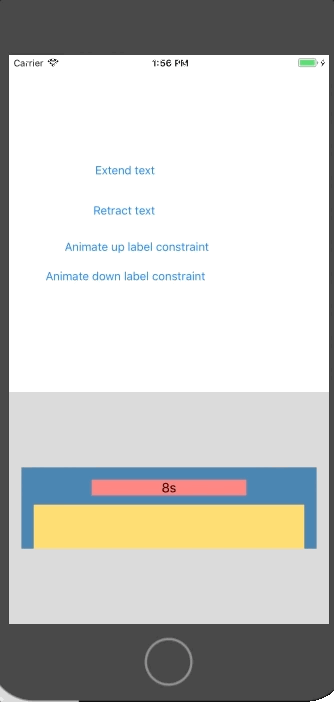 Carrier 1:56 PM
Extend text
Retract text
Animate up label constraint
Animate down label constraint
8s